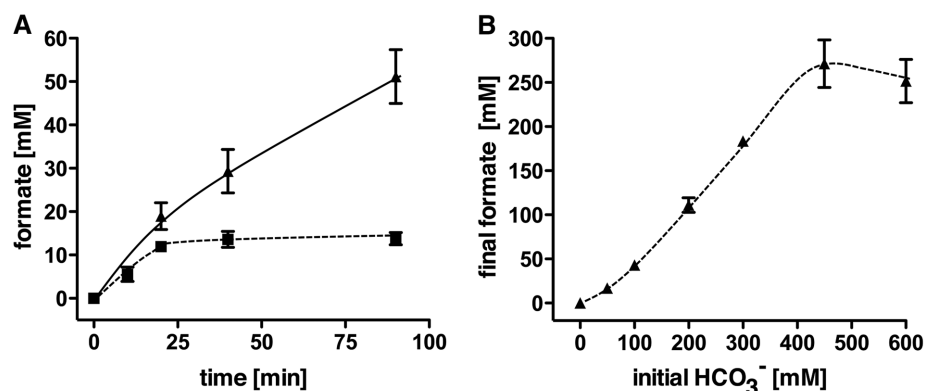 A
formate [mM]
60
50
40
30
20
10
0
0 25 50 75 100
time [min]
B
final formate [mM]
300
250
200
150
100
50
0
0 100 200 300 400 500 600
initial HCO₃⁻ [mM]